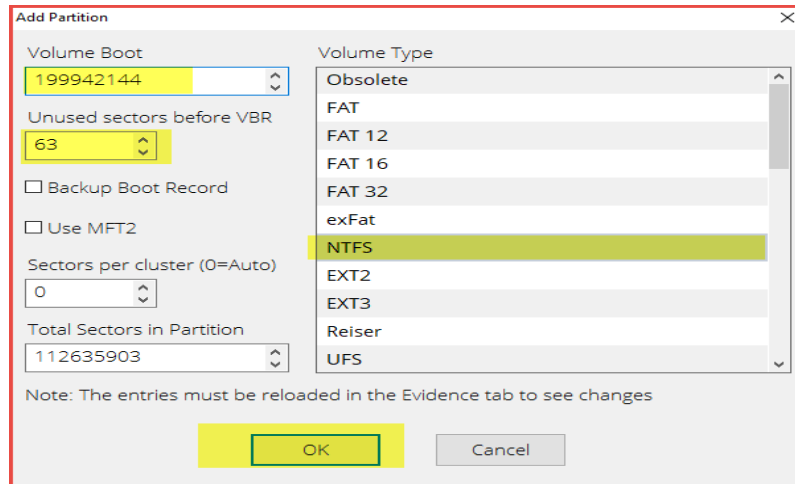 Add Partition
Volume Boot
199942144
Unused sectors before VBR
63
Backup Boot Record
Use MFT2
Sectors per cluster (0=Auto)
0
Total Sectors in Partition
112635903
Volume Type
Obsolete
FAT
FAT 12
FAT 16
FAT 32
exFat
NTFS
EXT2
EXT3
Reiser
UFS
Note: The entries must be reloaded in the Evidence tab to see changes
OK
Cancel